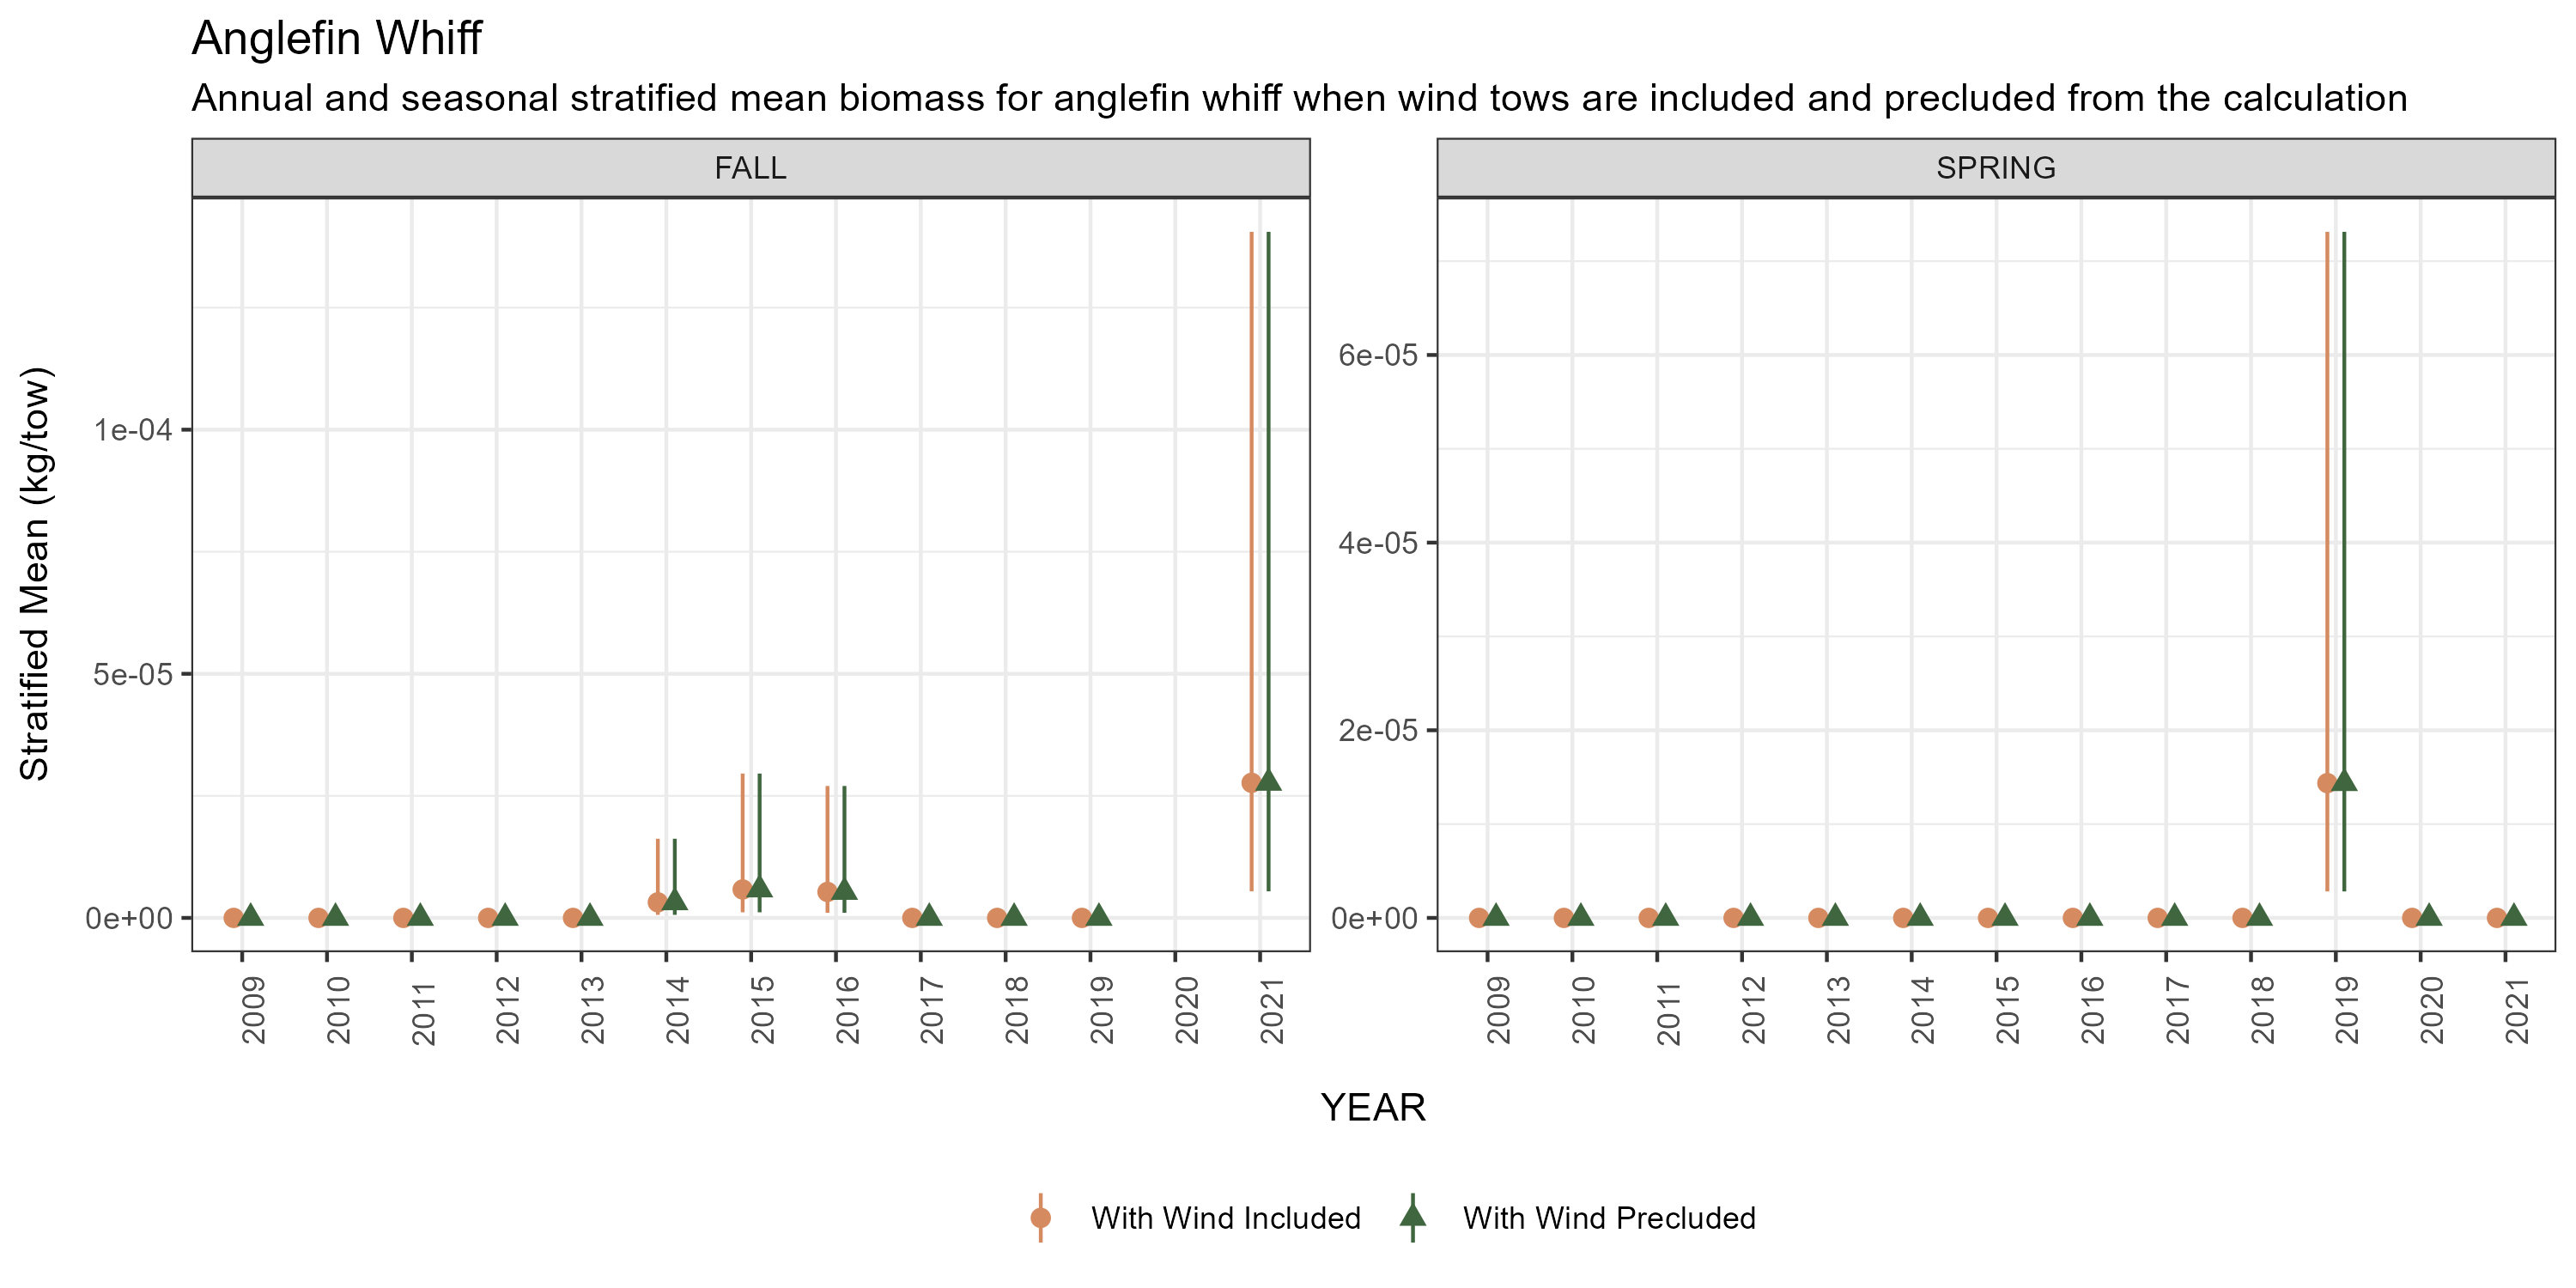 Anglefin Whiff
Annual and seasonal stratified mean biomass for anglefin whiff when wind tows are included and precluded from the calculation
FALL
SPRING
Stratified Mean (kg/tow)
1e-04
5e-05
0e+00
6e-05
4e-05
2e-05
0e+00
2009 2010 2011 2012 2013 2014 2015 2016 2017 2018 2019 2020 2021
2009 2010 2011 2012 2013 2014 2015 2016 2017 2018 2019 2020 2021
YEAR
With Wind Included
With Wind Precluded